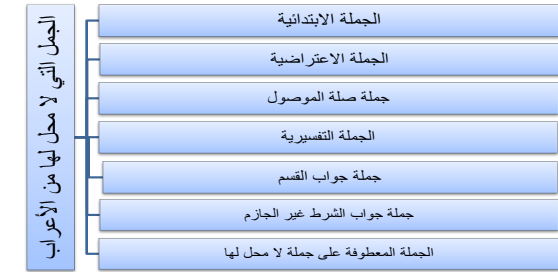 الجمل التي لا محل لها من الأعراب
الجملة الابتدائية
الجملة الاعتراضية
جملة صلة الموصول
الجملة التفسيرية
جملة جواب القسم
جملة جواب الشرط غير الجازم
الجملة المعطوفة على جملة لا محل لها